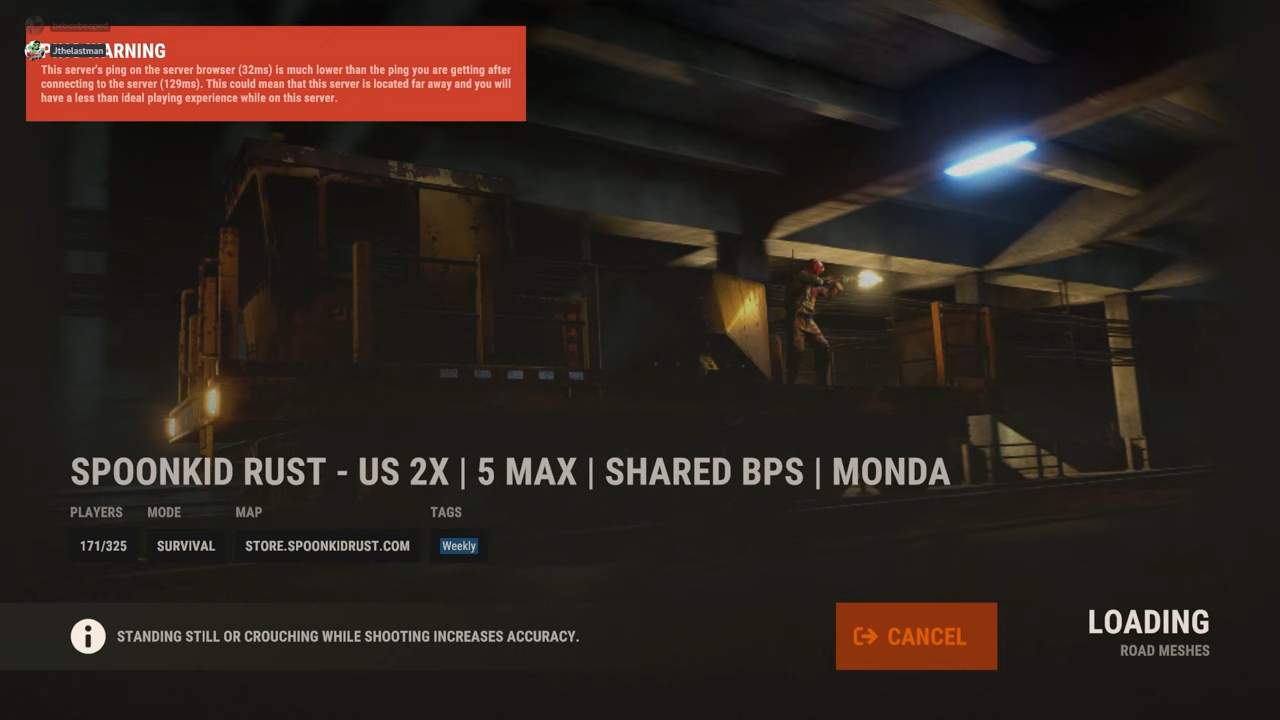 Jthelastman
ARNING
This server's ping on the server browser (32ms) is much lower than the ping you are getting after
connecting to the server (129ms). This could mean that this server is located far away and you will
have a less than ideal playing experience while on this server.
SPOONKID RUST - US 2X | 5 MAX | SHARED BPS | MONDA
PLAYERS MODE MAP TAGS
171/325 SURVIVAL STORE.SPOONKIDRUST.COM Weekly
STANDING STILL OR CROUCHING WHILE SHOOTING INCREASES ACCURACY.
CANCEL
LOADING
ROAD MESHES